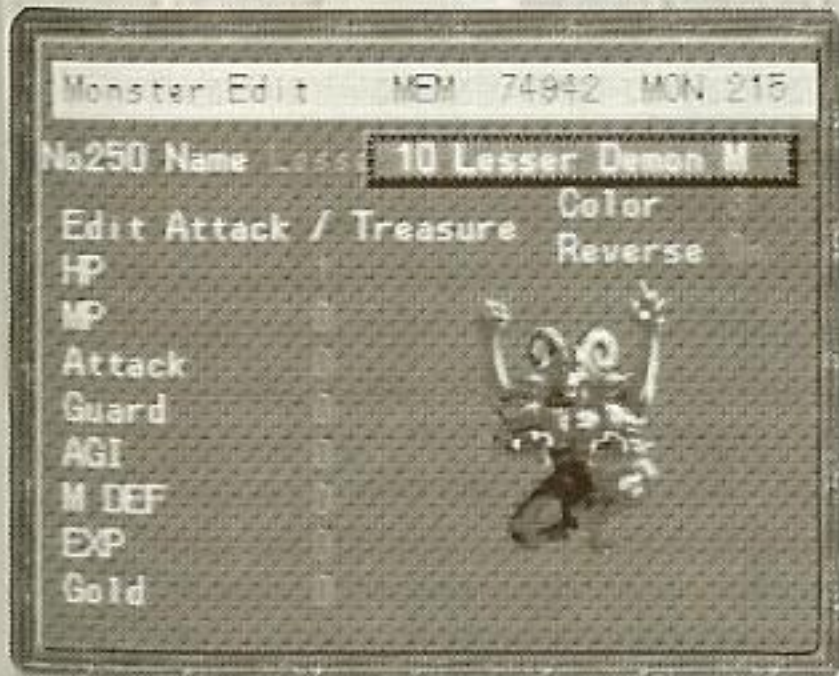 Monster Edit MEM 74942 MON 215
No250 Name Lesse 10 Lesser Demon M
Color
Edit Attack / Treasure
Reverse
HP
MP
Attack
Guard
AGI
M DEF
EXP
Gold